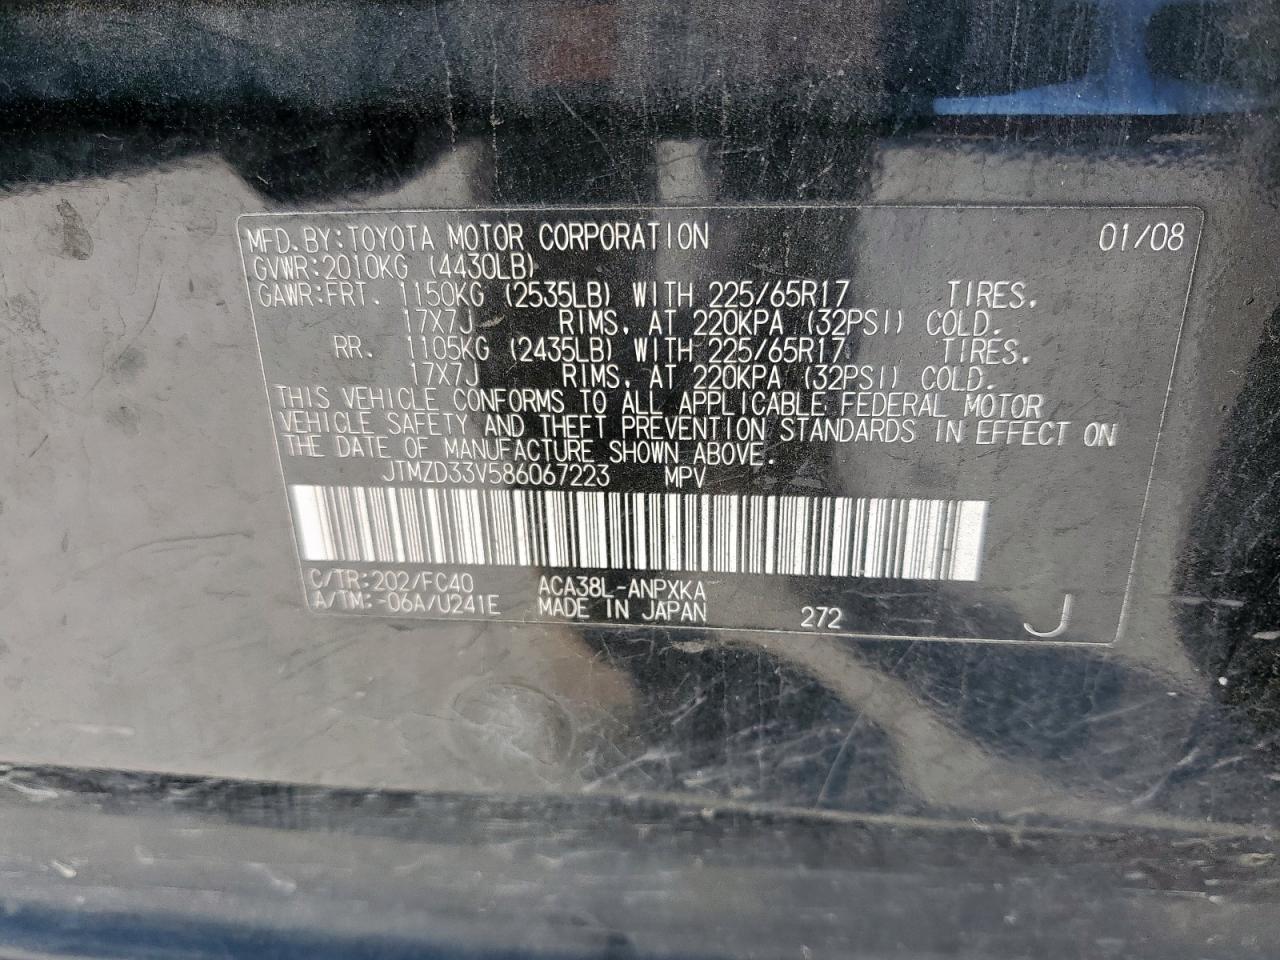 MFD.BY:TOYOTA MOTOR CORPORATION 01/08
GVWR:2010KG (4430LB)
GAWR:FRT. 1150KG (2535LB) WITH 225/65R17 TIRES,
17X7J RIMS, AT 220KPA (32PSI) COLD.
RR. 1105KG (2435LB) WITH 225/65R17 TIRES,
17X7J RIMS, AT 220KPA (32PSI) COLD.
THIS VEHICLE CONFORMS TO ALL APPLICABLE FEDERAL MOTOR
VEHICLE SAFETY AND THEFT PREVENTION STANDARDS IN EFFECT ON
THE DATE OF MANUFACTURE SHOWN ABOVE.
JTMZD33V586067223 MPV
C/TR:202/FC40 ACA38L-ANPXKA
A/TM:-06A/U241E MADE IN JAPAN 272 J